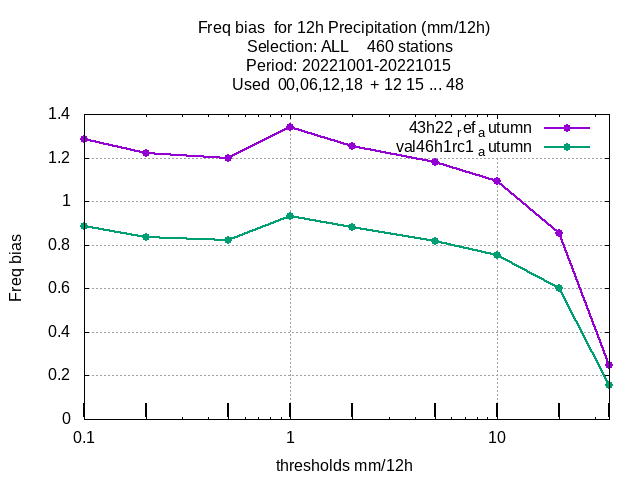 Freq bias  for 12h Precipitation (mm/12h)
Selection: ALL    460 stations
Period: 20221001-20221015
Used  00,06,12,18  + 12 15 ... 48
43h22 ref autumn
val46h1rc1 autumn
1.4
1.2
1
0.8
0.6
0.4
0.2
0
Freq bias
0.1 1 10
thresholds mm/12h